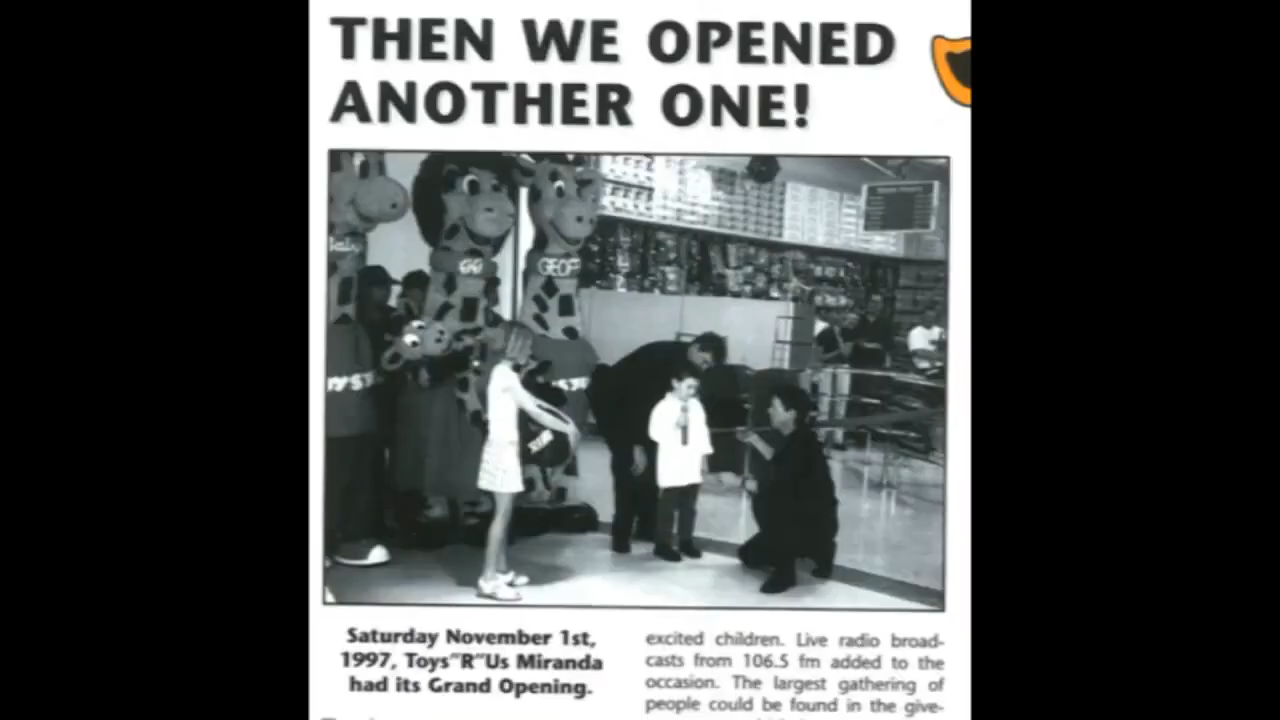 THEN WE OPENED
ANOTHER ONE!
GG
GEOFF
Saturday November 1st,
1997, Toys"R"Us Miranda
had its Grand Opening.
excited children. Live radio broad-
casts from 106.5 fm added to the
occasion. The largest gathering of
people could be found in the give-